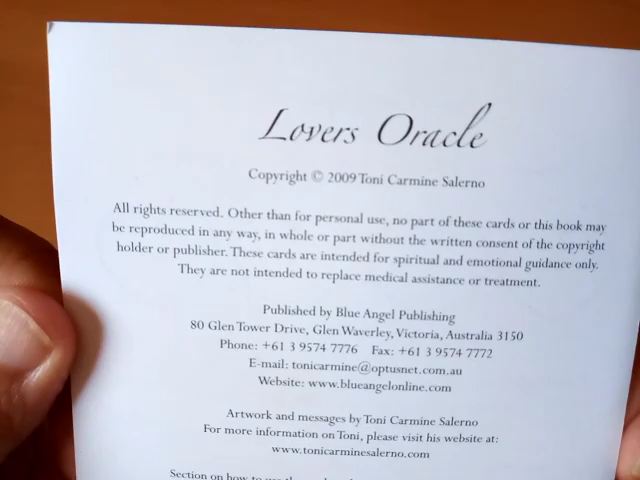 Lovers Oracle
Copyright © 2009 Toni Carmine Salerno
All rights reserved. Other than for personal use, no part of these cards or this book may
be reproduced in any way, in whole or part without the written consent of the copyright
holder or publisher. These cards are intended for spiritual and emotional guidance only.
They are not intended to replace medical assistance or treatment.
Published by Blue Angel Publishing
80 Glen Tower Drive, Glen Waverley, Victoria, Australia 3150
Phone: +61 3 9574 7776 Fax: +61 3 9574 7772
E-mail: tonicarmine@optusnet.com.au
Website: www.blueangelonline.com
Artwork and messages by Toni Carmine Salerno
For more information on Toni, please visit his website at:
www.tonicarminesalerno.com
Section on how to use the